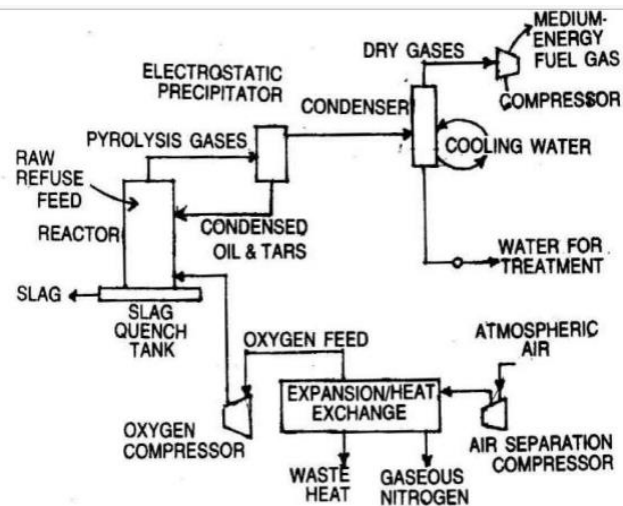 MEDIUM-
ENERGY
FUEL GAS
DRY GASES
COMPRESSOR
ELECTROSTATIC
PRECIPITATOR
CONDENSER
COOLING WATER
PYROLYSIS GASES
RAW
REFUSE
FEED
REACTOR
CONDENSED
OIL & TARS
WATER FOR
TREATMENT
SLAG
SLAG
QUENCH
TANK
OXYGEN FEED
ATMOSPHERIC
AIR
EXPANSION/HEAT
EXCHANGE
OXYGEN
COMPRESSOR
AIR SEPARATION
COMPRESSOR
WASTE
HEAT
GASEOUS
NITROGEN